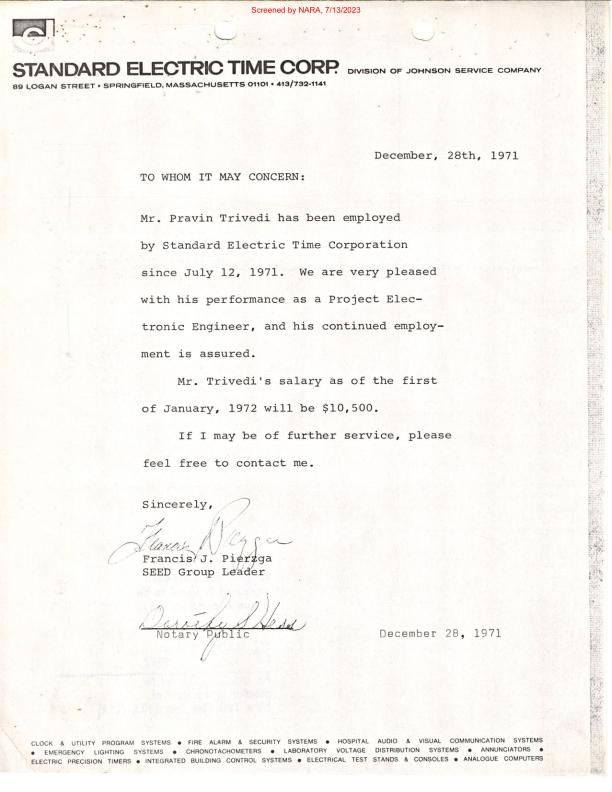 Screened by NARA, 7/13/2023
STANDARD ELECTRIC TIME CORP. DIVISION OF JOHNSON SERVICE COMPANY
89 LOGAN STREET • SPRINGFIELD, MASSACHUSETTS 01101 • 413/732-1141
December, 28th, 1971
TO WHOM IT MAY CONCERN:
Mr. Pravin Trivedi has been employed
by Standard Electric Time Corporation
since July 12, 1971. We are very pleased
with his performance as a Project Elec-
tronic Engineer, and his continued employ-
ment is assured.
Mr. Trivedi's salary as of the first
of January, 1972 will be $10,500.
If I may be of further service, please
feel free to contact me.
Sincerely,
Francis J. Pierzga
SEED Group Leader
Dorothy S Hess
Notary Public December 28, 1971
CLOCK & UTILITY PROGRAM SYSTEMS • FIRE ALARM & SECURITY SYSTEMS • HOSPITAL AUDIO & VISUAL COMMUNICATION SYSTEMS
• EMERGENCY LIGHTING SYSTEMS • CHRONOTACHOMETERS • LABORATORY VOLTAGE DISTRIBUTION SYSTEMS • ANNUNCIATORS •
ELECTRIC PRECISION TIMERS • INTEGRATED BUILDING CONTROL SYSTEMS • ELECTRICAL TEST STANDS & CONSOLES • ANALOGUE COMPUTERS